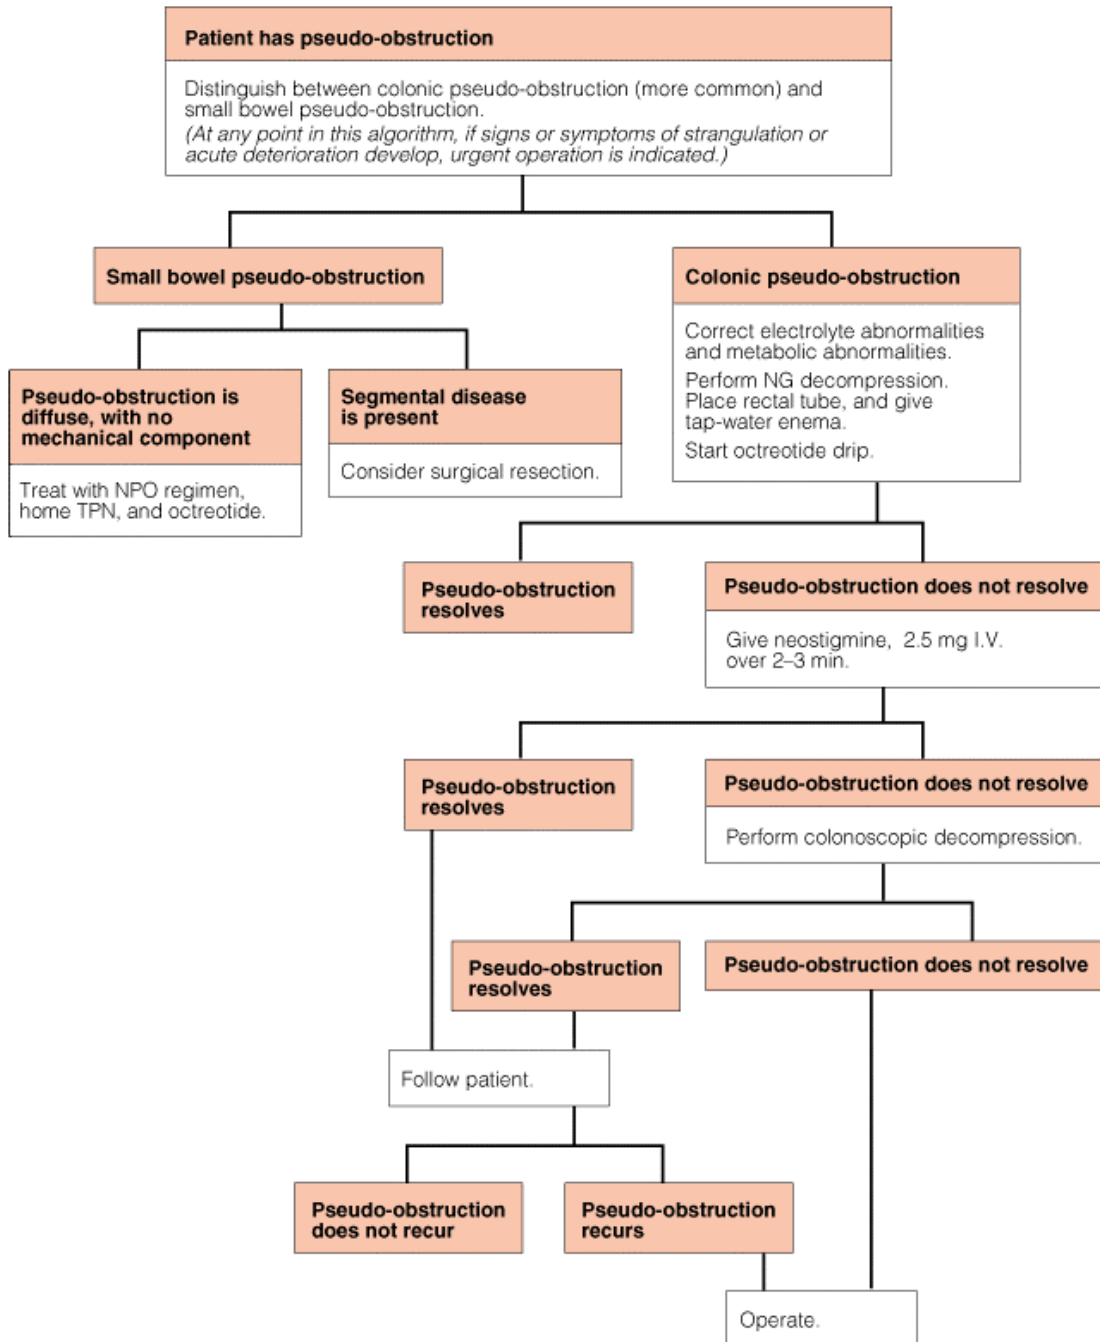 Patient has pseudo-obstruction
Distinguish between colonic pseudo-obstruction (more common) and
small bowel pseudo-obstruction.
(At any point in this algorithm, if signs or symptoms of strangulation or
acute deterioration develop, urgent operation is indicated.)
Small bowel pseudo-obstruction
Pseudo-obstruction is
diffuse, with no
mechanical component
Treat with NPO regimen,
home TPN, and octreotide.
Segmental disease
is present
Consider surgical resection.
Colonic pseudo-obstruction
Correct electrolyte abnormalities
and metabolic abnormalities.
Perform NG decompression.
Place rectal tube, and give
tap-water enema.
Start octreotide drip.
Pseudo-obstruction
resolves
Pseudo-obstruction does not resolve
Give neostigmine, 2.5 mg I.V.
over 2–3 min.
Pseudo-obstruction
resolves
Pseudo-obstruction does not resolve
Perform colonoscopic decompression.
Pseudo-obstruction
resolves
Pseudo-obstruction does not resolve
Follow patient.
Pseudo-obstruction
does not recur
Pseudo-obstruction
recurs
Operate.